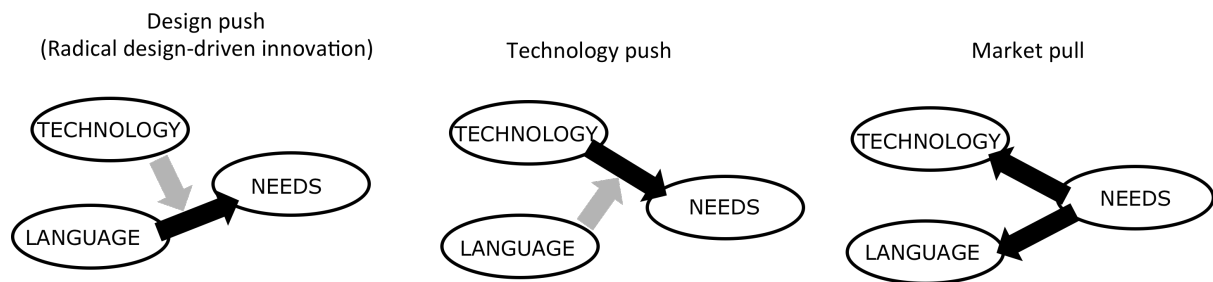 Design push
(Radical design-driven innovation)
TECHNOLOGY
NEEDS
LANGUAGE
Technology push
TECHNOLOGY
NEEDS
LANGUAGE
Market pull
TECHNOLOGY
NEEDS
LANGUAGE